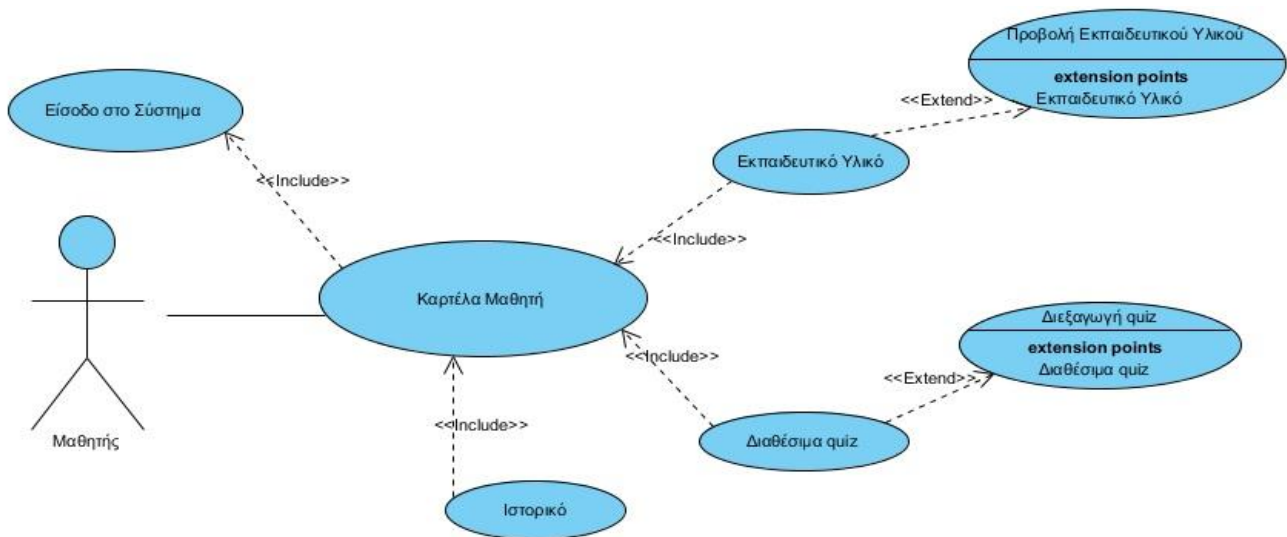 Προβολή Εκπαιδευτικού Υλικού
extension points
Εκπαιδευτικό Υλικό
<<Extend>>
Είσοδο στο Σύστημα
Εκπαιδευτικό Υλικό
<<Include>>
<<Include>>
Καρτέλα Μαθητή
Διεξαγωγή quiz
extension points
Διαθέσιμα quiz
<<Include>>
<<Extend>>
<<Include>>
Μαθητής
Διαθέσιμα quiz
Ιστορικό